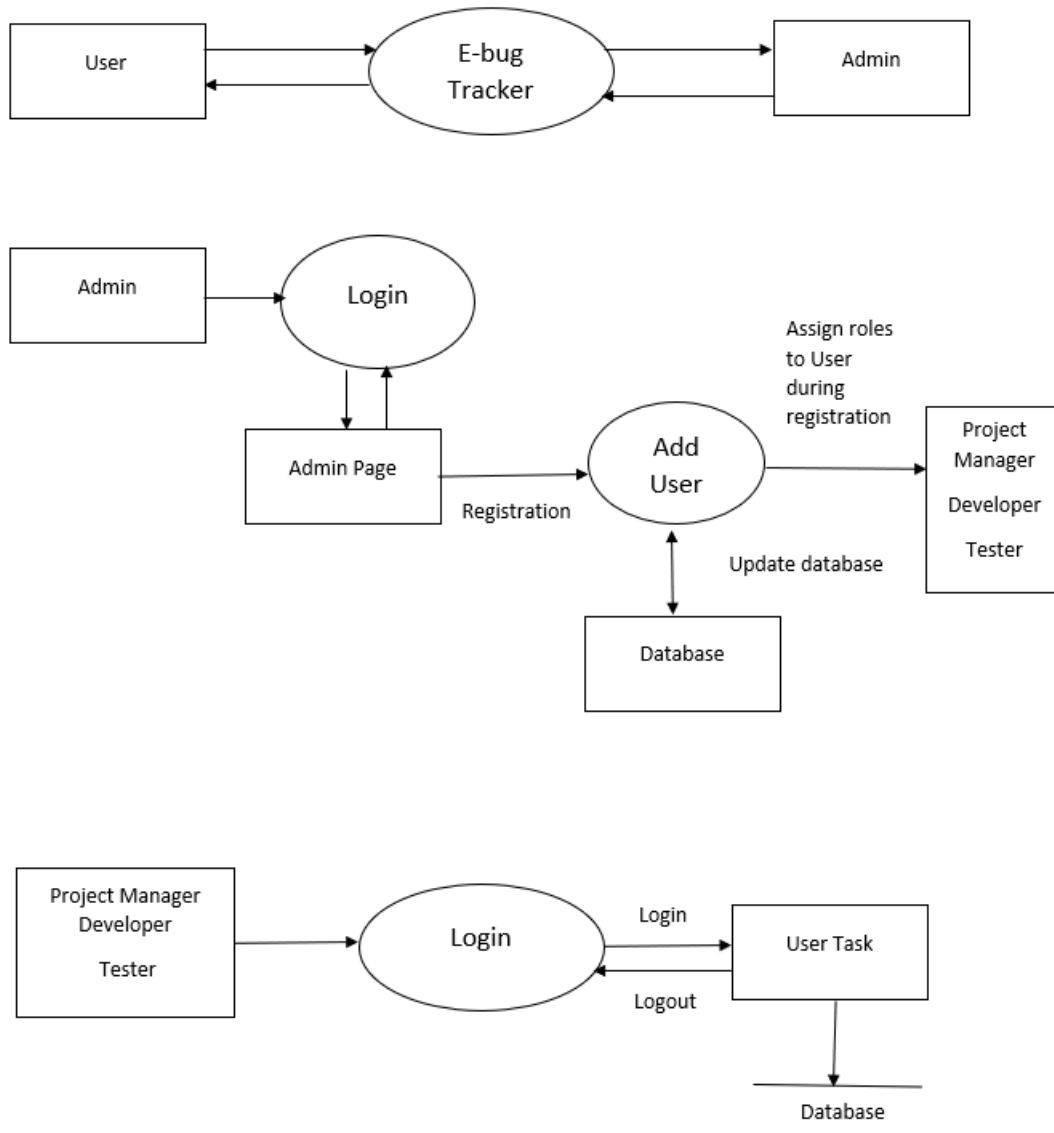 User
E-bug
Tracker
Admin
Admin
Login
Assign roles
to User
during
registration
Admin Page
Registration
Add
User
Project
Manager
Developer
Tester
Update database
Database
Project Manager
Developer
Tester
Login
Login
Logout
User Task
Database